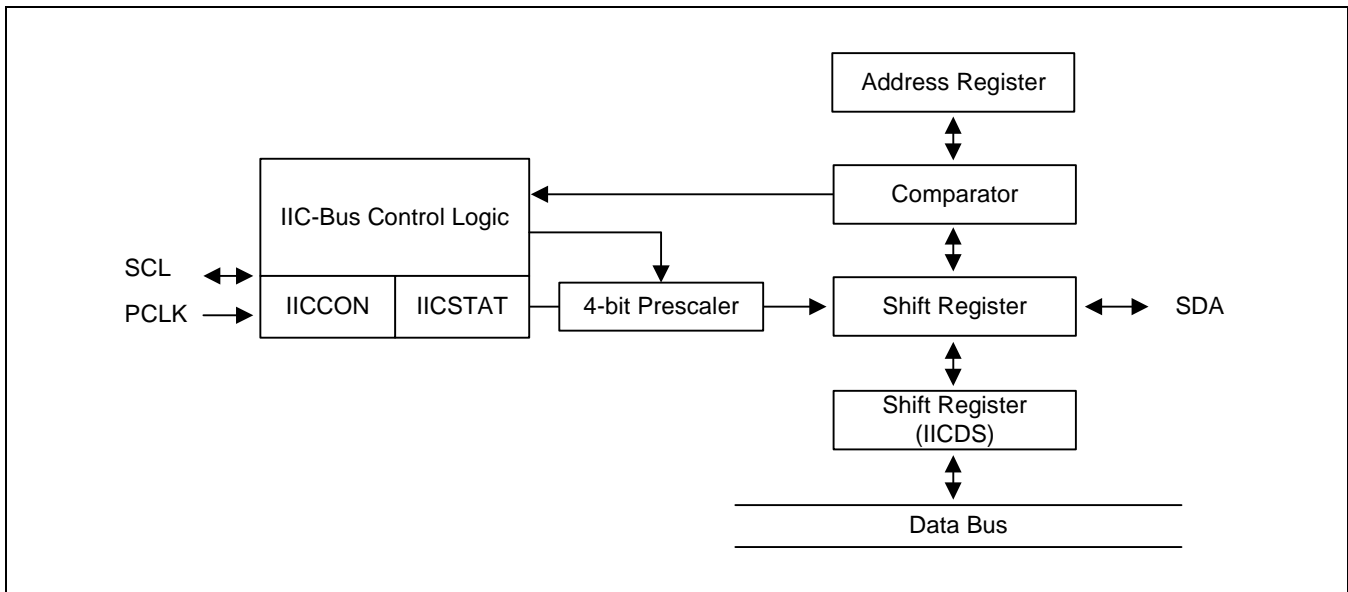 Address Register
Comparator
IIC-Bus Control Logic
SCL
PCLK
IICCON
IICSTAT
4-bit Prescaler
Shift Register
SDA
Shift Register
(IICDS)
Data Bus